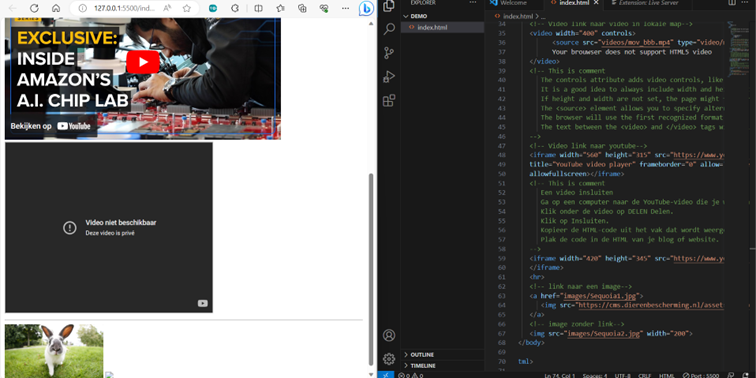 127.0.0.1:5500/ind...
EXCLUSIVE:
INSIDE
AMAZON'S
A.I. CHIP LAB
Bekijken op YouTube
Video niet beschikbaar
Deze video is privé
EXPLORER
DEMO
index.html
OUTLINE
TIMELINE
Welcome
index.html
Extension: Live Server
index.html > ...
34 <!-- Video link naar video in lokale map-->
35 <video width="400" controls>
36 <source src="videos/mov_bbb.mp4" type="video/
37 Your brouwser does not support HTML5 video
38 </video>
39 <!-- This is comment
40 The controls attribute adds video controls, like
41 It is a good idea to always include width and he
42 If height and width are not set, the page might
43 The <source> element allows you to specify alter
44 The browser will use the first recognized format
45 The text between the <video> and </video> tags w
46 -->
47 <!-- Video link naar youtube-->
48 <iframe width="560" height="315" src="https://www.yo
49 title="YouTube video player" frameborder="0" allow=
50 allowfullscreen></iframe>
51 <!-- This is comment
52 Een video insluiten
53 Ga op een computer naar de YouTube-video die je
54 Klik onder de video op DELEN Delen.
55 Klik op Insluiten.
56 Kopieer de HTML-code uit het vak dat wordt weerg
57 Plak de code in de HTML van je blog of website.
58 -->
59 <iframe width="420" height="345" src="https://www.yo
60 </iframe>
61 <hr>
62 <!-- link naar een image-->
63 <a href="images/Sequoia1.jpg">
64 <img src="https://cms.dierenbescherming.nl/asset
65 </a>
66 <!-- image zonder link-->
67 <img src="images/Sequoia2.jpg" width="200">
68 </body>
69
70 tml>
0 0
Ln 74, Col 1 Spaces: 4 UTF-8 CRLF HTML Port : 5500